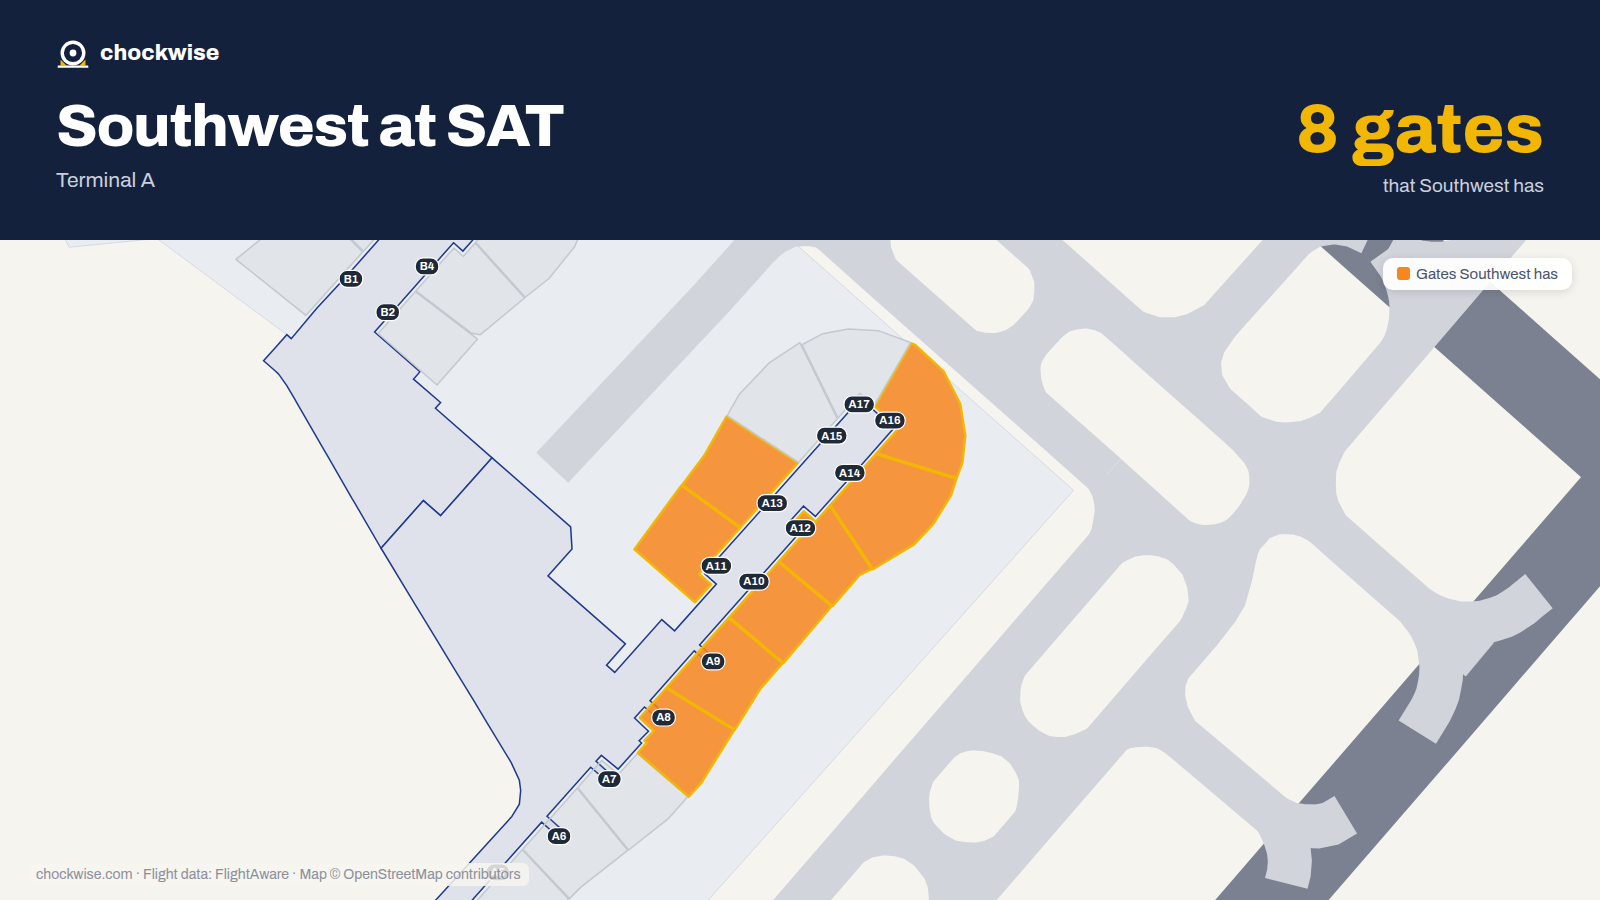 chockwise
Southwest at SAT
Terminal A
8 gates
that Southwest has
Gates Southwest has
B1
B4
B2
A17
A16
A15
A14
A13
A12
A11
A10
A9
A8
A7
A6
chockwise.com · Flight data: FlightAware · Map © OpenStreetMap contributors